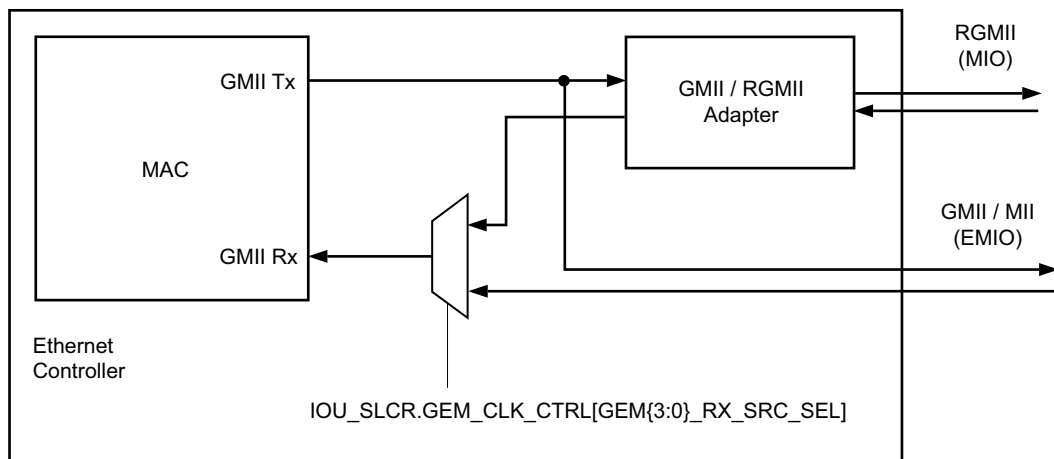 RGMII
(MIO)
GMII Tx
GMII / RGMII
Adapter
MAC
GMII / MII
(EMIO)
GMII Rx
Ethernet
Controller
IOU_SLCR.GEM_CLK_CTRL[GEM{3:0}_RX_SRC_SEL]